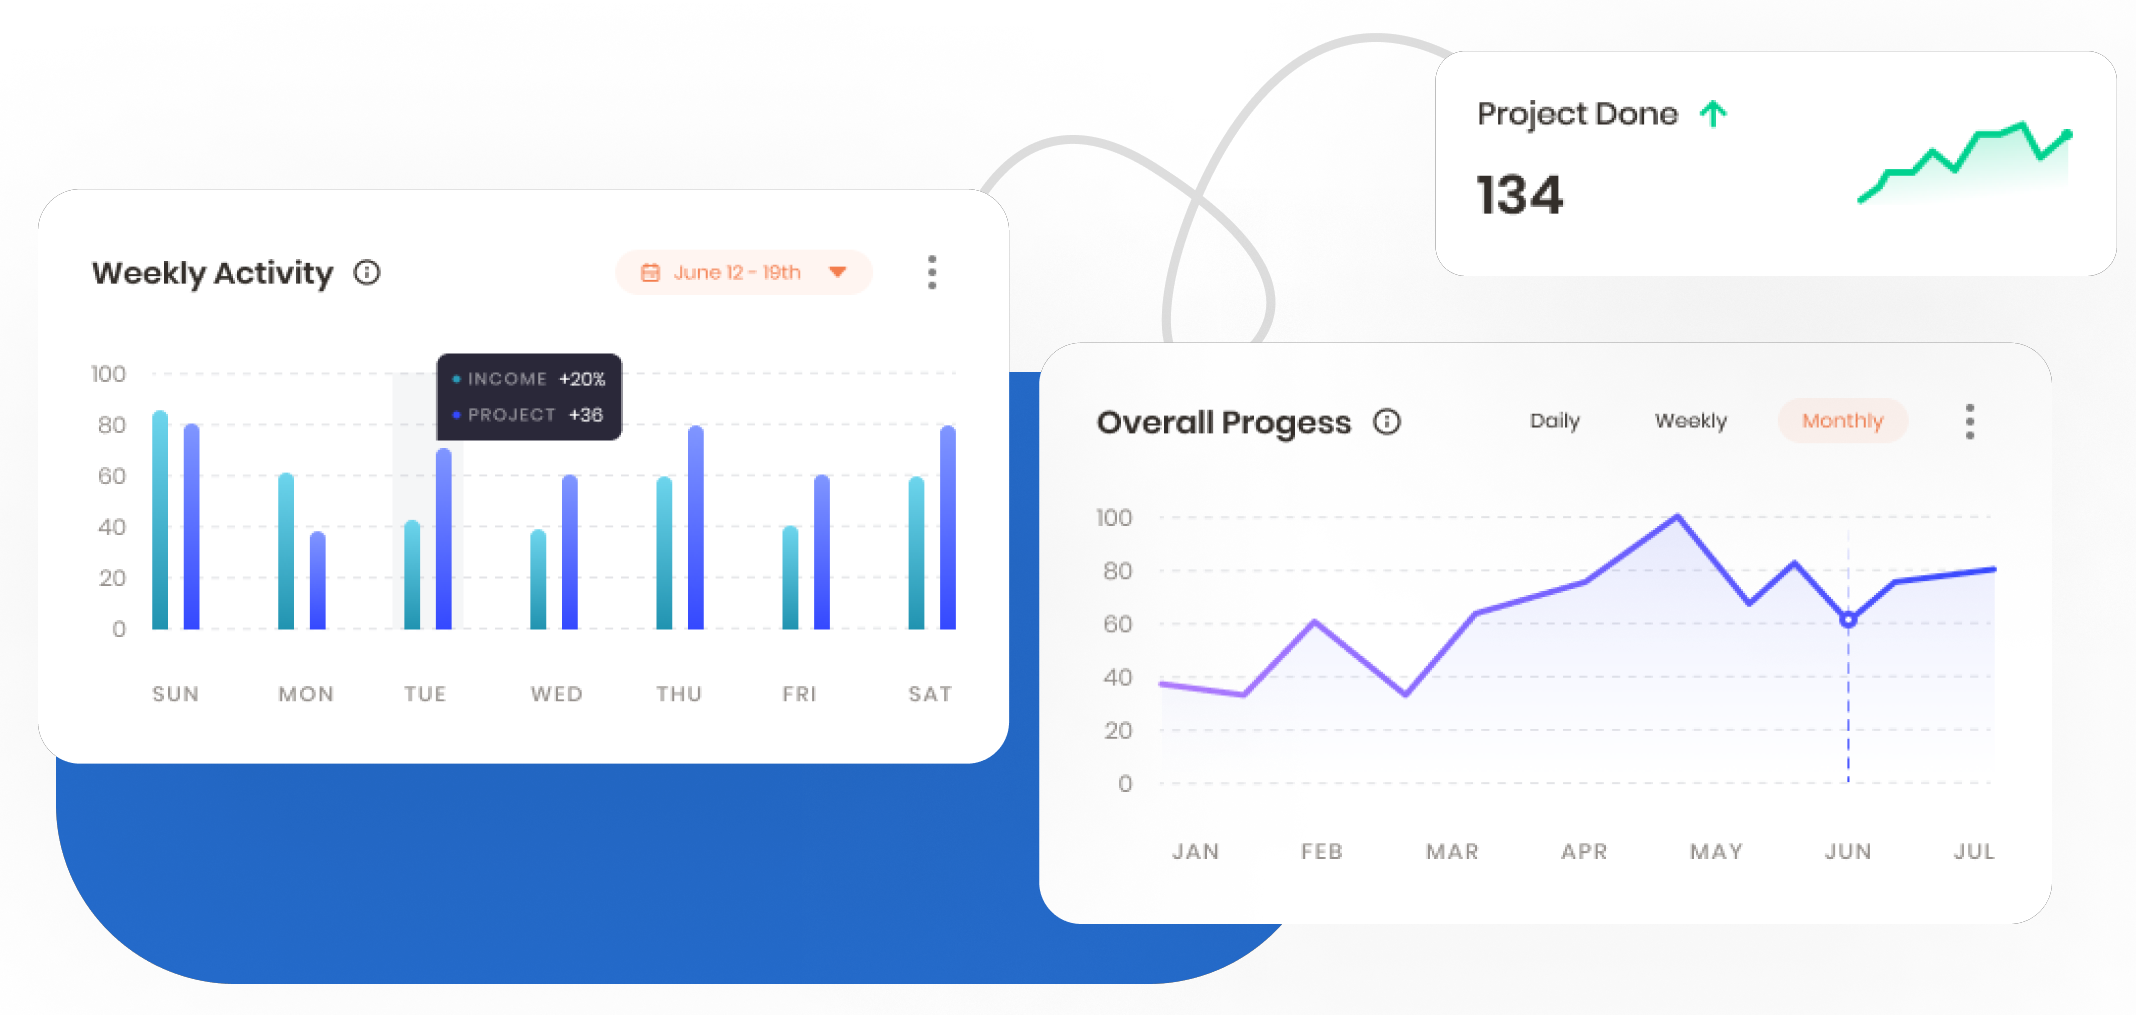 Project Done
134
Weekly Activity
June 12 - 19th
100
80
60
40
20
0
INCOME +20%
PROJECT +36
SUN MON TUE WED THU FRI SAT
Overall Progess
Daily Weekly Monthly
100
80
60
40
20
0
JAN FEB MAR APR MAY JUN JUL